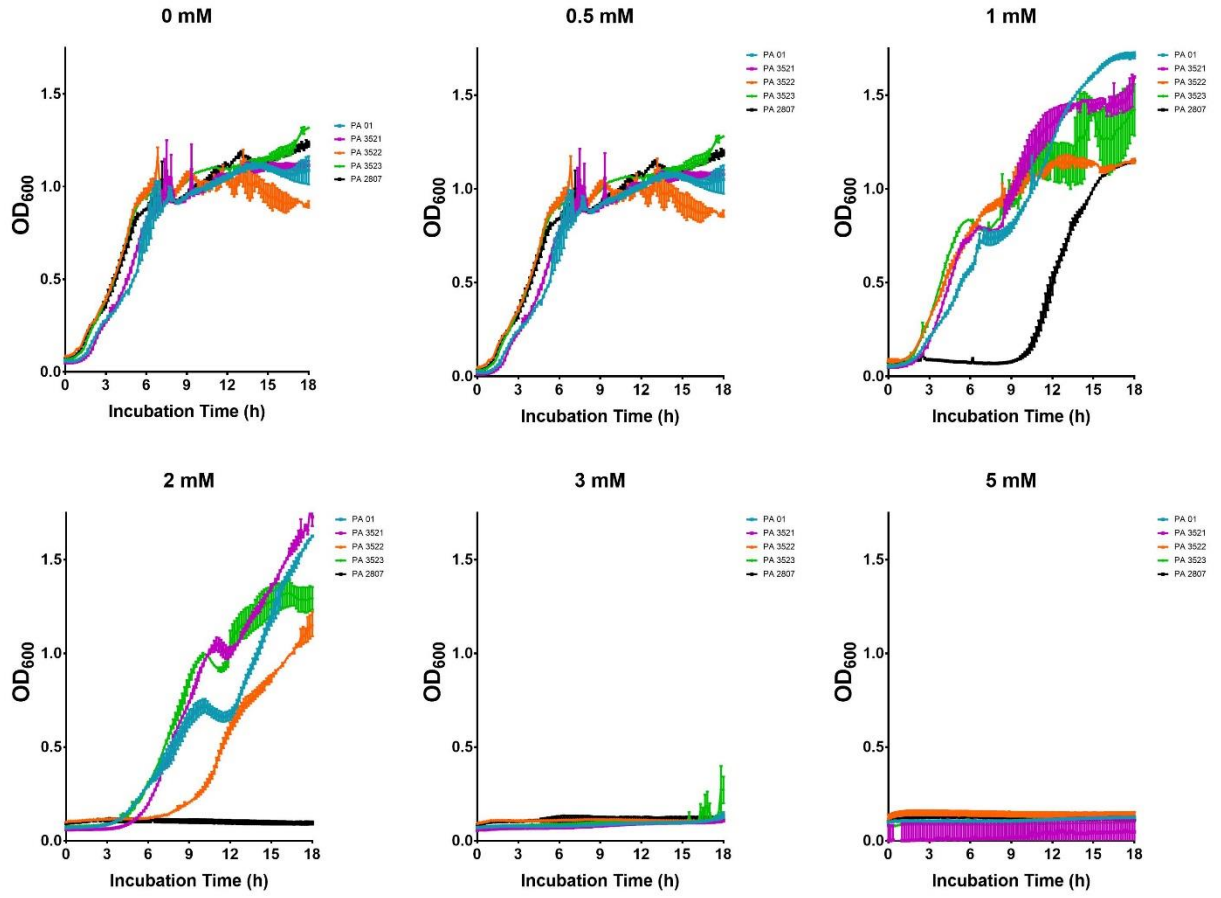 0 mM
0.5 mM
1 mM
OD600
1.5
1.0
0.5
0.0
PA 01
PA 3521
PA 3522
PA 3523
PA 2807
0 3 6 9 12 15 18
Incubation Time (h)
OD600
1.5
1.0
0.5
0.0
PA 01
PA 3521
PA 3522
PA 3523
PA 2807
0 3 6 9 12 15 18
Incubation Time (h)
OD600
1.5
1.0
0.5
0.0
PA 01
PA 3521
PA 3522
PA 3523
PA 2807
0 3 6 9 12 15 18
Incubation Time (h)
2 mM
3 mM
5 mM
OD600
1.5
1.0
0.5
0.0
PA 01
PA 3521
PA 3522
PA 3523
PA 2807
0 3 6 9 12 15 18
Incubation Time (h)
OD600
1.5
1.0
0.5
0.0
PA 01
PA 3521
PA 3522
PA 3523
PA 2807
0 3 6 9 12 15 18
Incubation Time (h)
OD600
1.5
1.0
0.5
0.0
PA 01
PA 3521
PA 3522
PA 3523
PA 2807
0 3 6 9 12 15 18
Incubation Time (h)